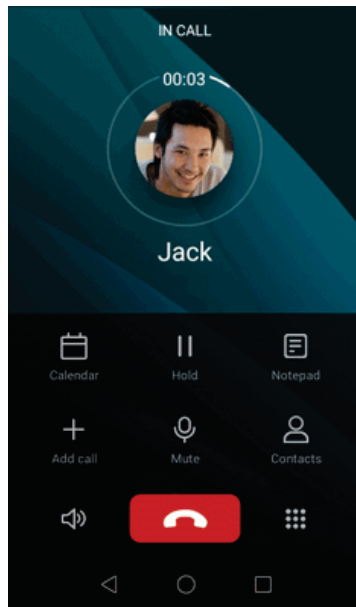 IN CALL
00:03
Jack
Calendar Hold Notepad
Add call Mute Contacts